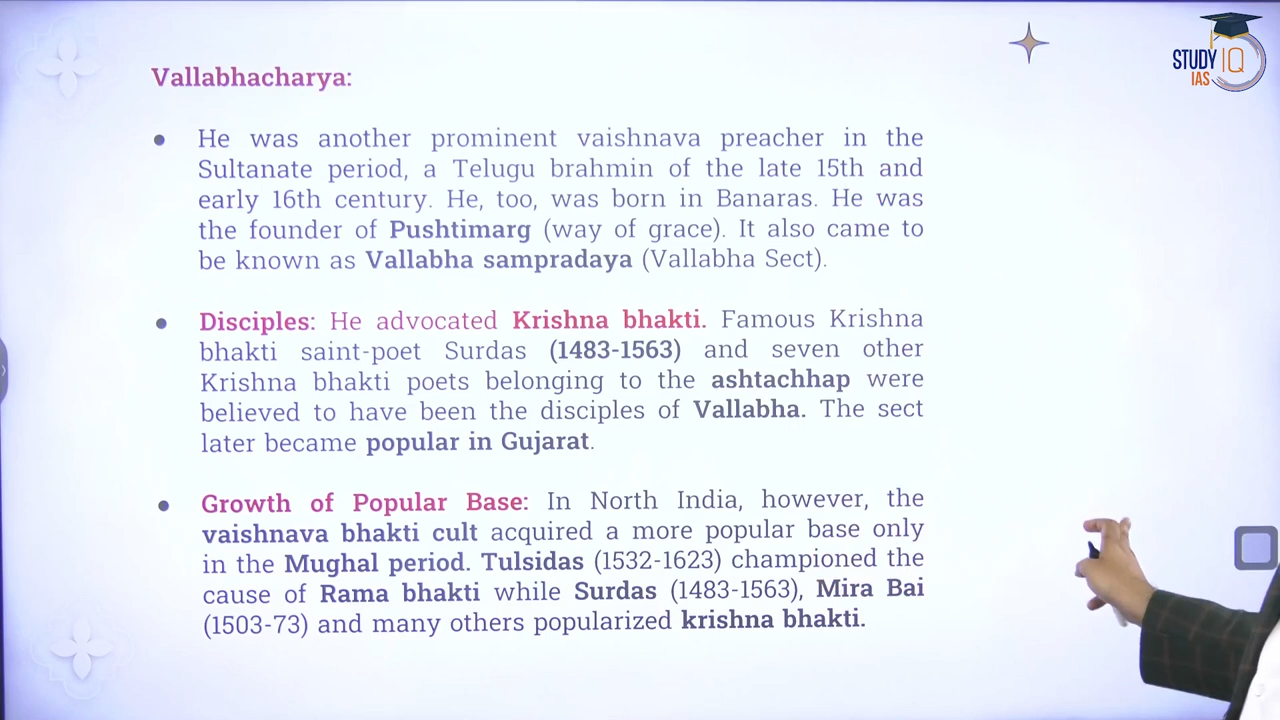 STUDY IQ
IAS
Vallabhacharya:
• He was another prominent vaishnava preacher in the
Sultanate period, a Telugu brahmin of the late 15th and
early 16th century. He, too, was born in Banaras. He was
the founder of Pushtimarg (way of grace). It also came to
be known as Vallabha sampradaya (Vallabha Sect).
• Disciples: He advocated Krishna bhakti. Famous Krishna
bhakti saint-poet Surdas (1483-1563) and seven other
Krishna bhakti poets belonging to the ashtachhap were
believed to have been the disciples of Vallabha. The sect
later became popular in Gujarat.
• Growth of Popular Base: In North India, however, the
vaishnava bhakti cult acquired a more popular base only
in the Mughal period. Tulsidas (1532-1623) championed the
cause of Rama bhakti while Surdas (1483-1563), Mira Bai
(1503-73) and many others popularized krishna bhakti.